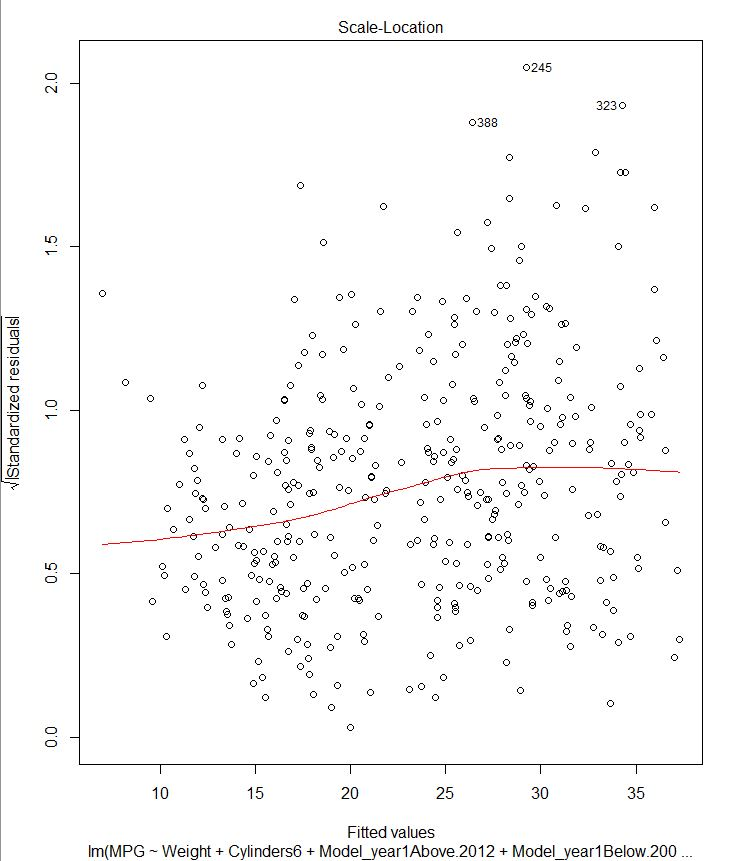 Scale-Location
√|Standardized residuals|
2.0
1.5
1.0
0.5
0.0
245
323
388
10 15 20 25 30 35
Fitted values
lm(MPG ~ Weight + Cylinders6 + Model_year1Above.2012 + Model_year1Below.200 ...